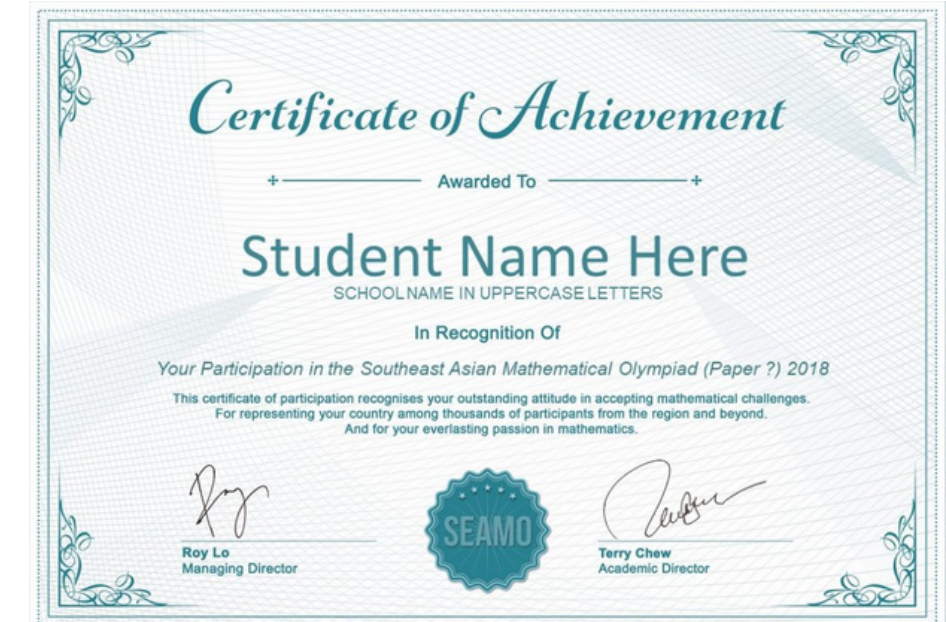 Certificate of Achievement
Awarded To
Student Name Here
SCHOOL NAME IN UPPERCASE LETTERS
In Recognition Of
Your Participation in the Southeast Asian Mathematical Olympiad (Paper ?) 2018
This certificate of participation recognises your outstanding attitude in accepting mathematical challenges.
For representing your country among thousands of participants from the region and beyond.
And for your everlasting passion in mathematics.
SEAMO
Roy Lo
Managing Director
Terry Chew
Academic Director